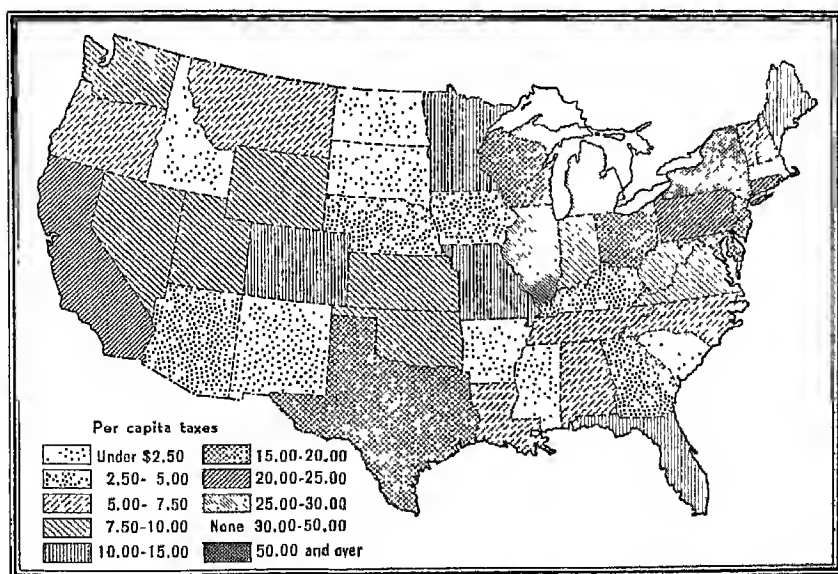 Per capita taxes
Under $2.50
2.50- 5.00
5.00 - 7.50
7.50-10.00
10.00-15.00
15.00-20.00
20.00-25.00
25.00-30.00
None 30.00-50.00
50.00 and over